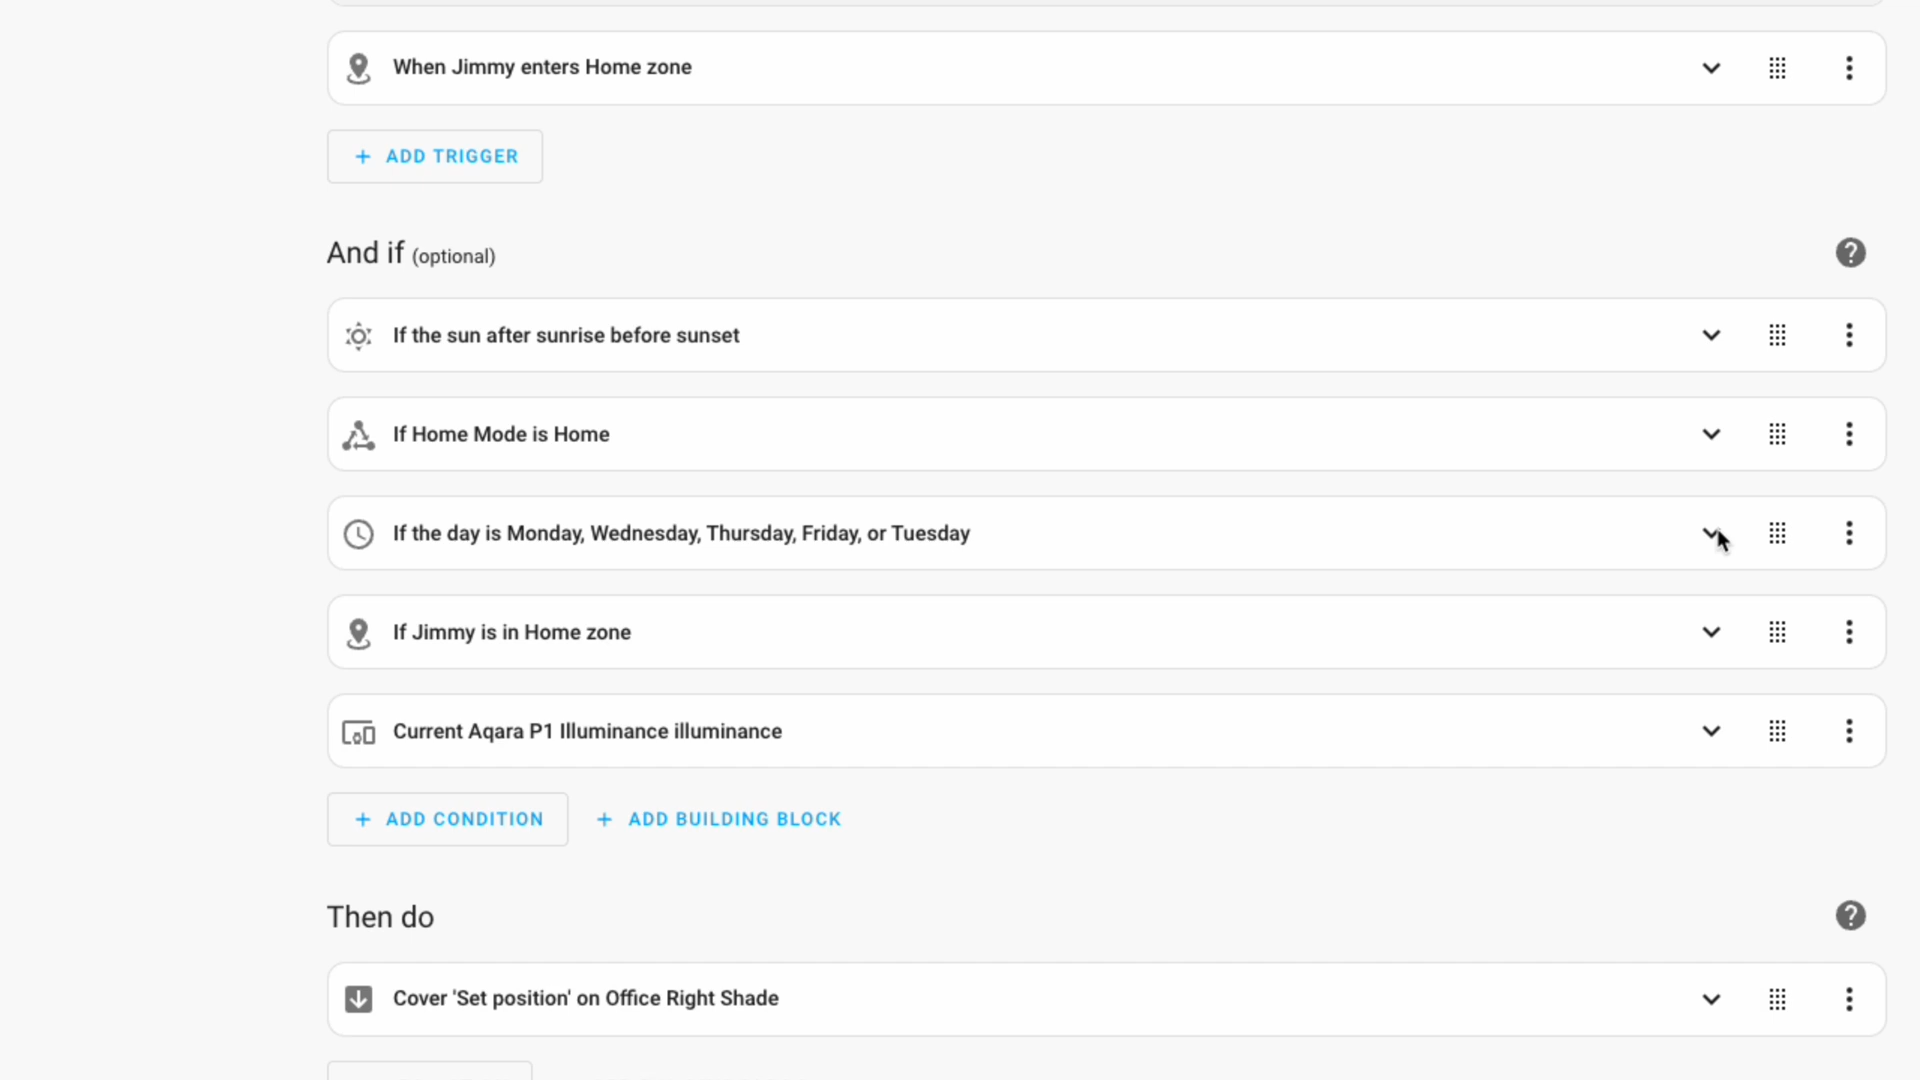 When Jimmy enters Home zone
+ ADD TRIGGER
And if (optional)
If the sun after sunrise before sunset
If Home Mode is Home
If the day is Monday, Wednesday, Thursday, Friday, or Tuesday
If Jimmy is in Home zone
Current Aqara P1 Illuminance illuminance
+ ADD CONDITION + ADD BUILDING BLOCK
Then do
Cover 'Set position' on Office Right Shade